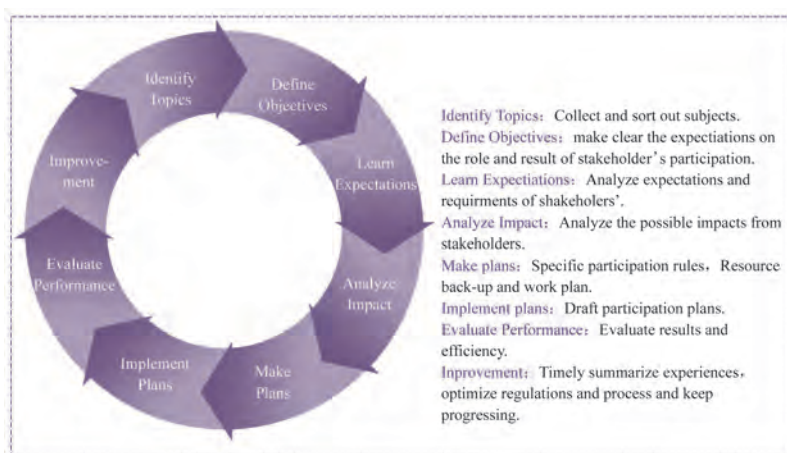 Identify
Topics
Define
Objectives
Learn
Expectations
Analyze
Impact
Make
Plans
Implement
Plans
Evaluate
Performance
Improve-
ment
Identify Topics: Collect and sort out subjects.
Define Objectives: make clear the expectiations on
the role and result of stakeholder's participation.
Learn Expectiations: Analyze expectations and
requirments of shakeholers'.
Analyze Impact: Analyze the possible impacts from
stakeholders.
Make plans: Specific participation rules, Resource
back-up and work plan.
Implement plans: Draft participation plans.
Evaluate Performance: Evaluate results and
efficiency.
Inprovement: Timely summarize experiences,
optimize regulations and process and keep
progressing.